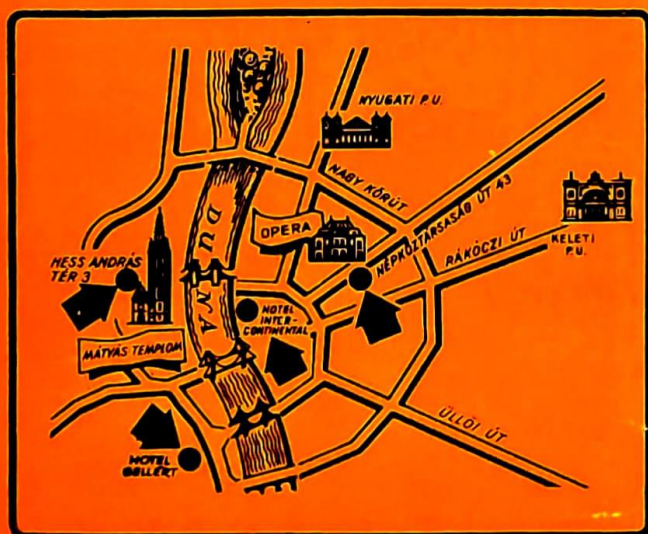 NYUGATI P.U.
NAGY KÖRÚT
DUNA
OPERA
NÉPKÖZTÁRSASÁG ÚT 43
RÁKÓCZI ÚT
KELETI
P.U.
HESS ANDRÁS
TÉR 3
HOTEL
INTER-
CONTINENTAL
MÁTYÁS TEMPLOM
ÜLLŐI ÚT
HOTEL
GELLÉRT